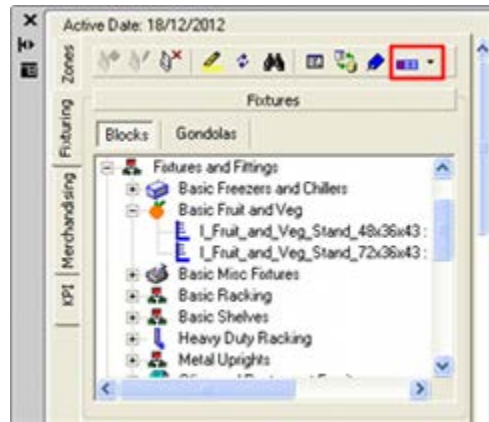 Active Date: 18/12/2012
Zones
Fixturing
Merchandising
KPI
Fixtures
Blocks Gondolas
Fixtures and Fittings
Basic Freezers and Chillers
Basic Fruit and Veg
I_Fruit_and_Veg_Stand_48x36x43 :
I_Fruit_and_Veg_Stand_72x36x43 :
Basic Misc Fixtures
Basic Racking
Basic Shelves
Heavy Duty Racking
Metal Uprights